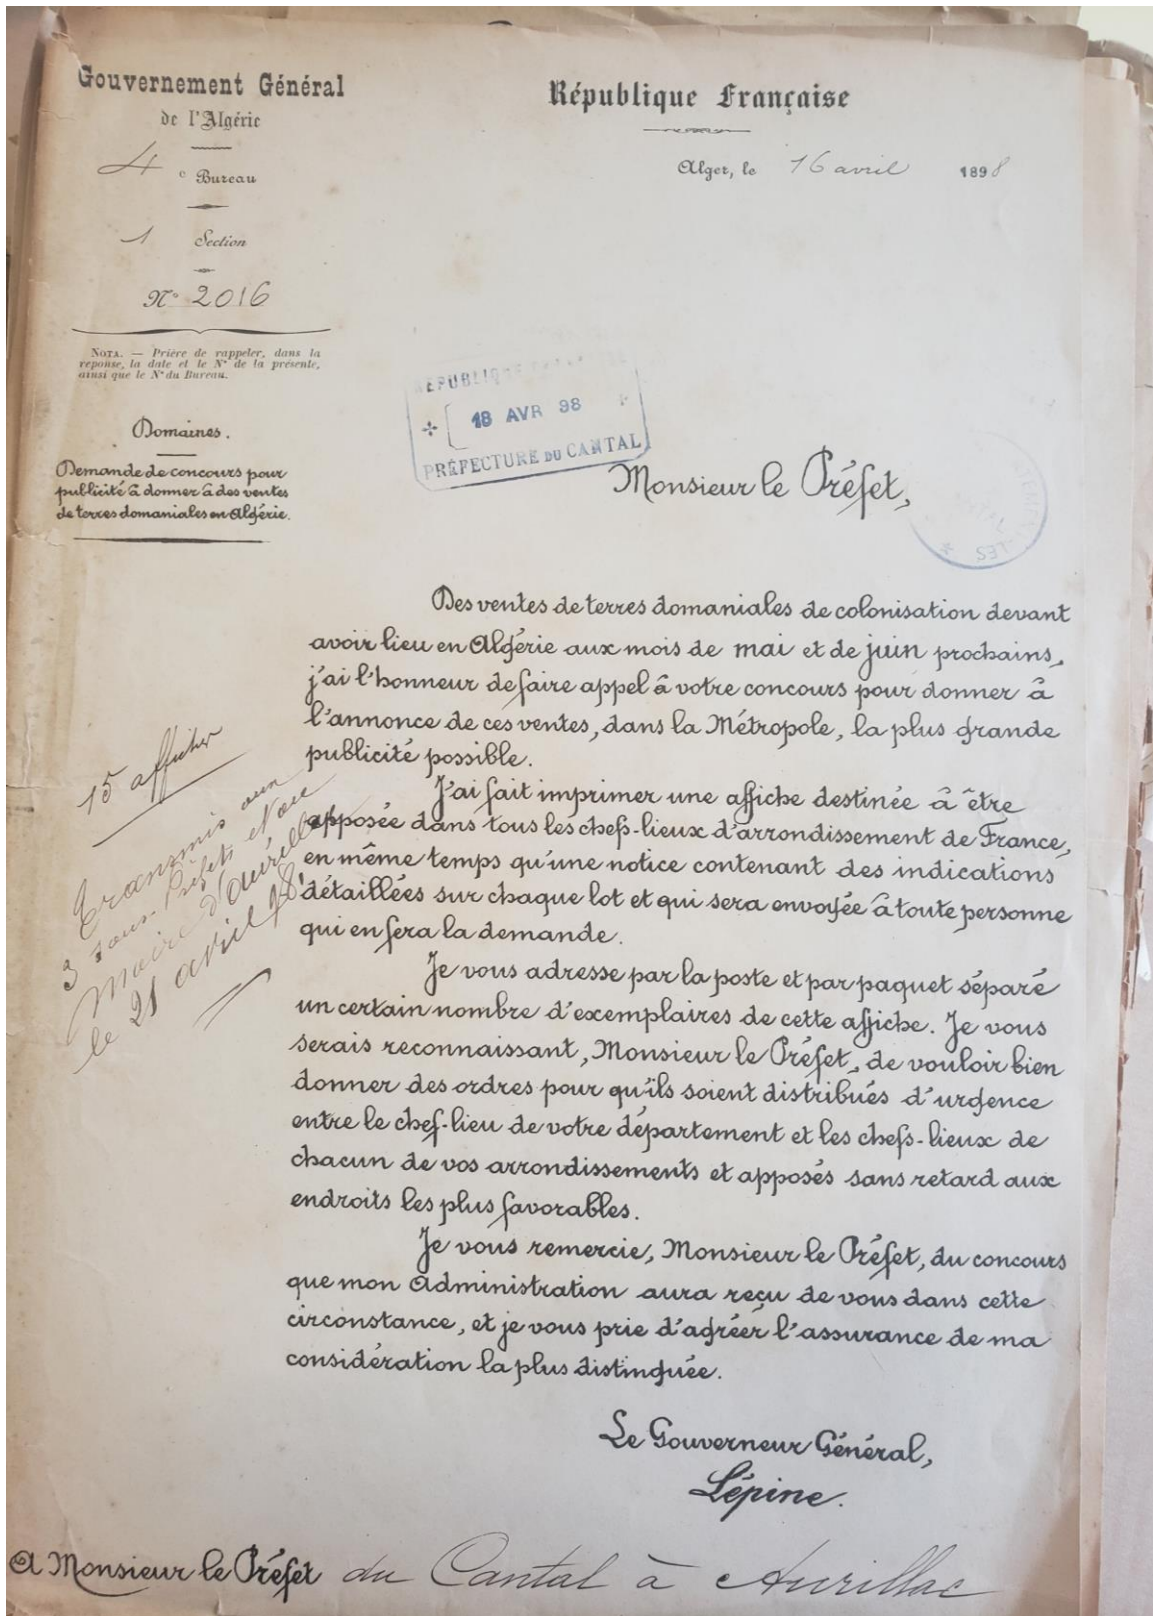 Gouvernement Général
de l'Algérie
4e Bureau
1 Section
N° 2016
NOTA. — Prière de rappeler, dans la
reponse, la date et le N° de la présente,
ainsi que le N° du Bureau.
Domaines.
Demande de concours pour
publicité à donner à des ventes
de terres domaniales en Algérie.
République Française
Alger, le 16 avril 1898
RÉPUBLIQUE
18 AVR 98
PRÉFECTURE DU CANTAL
Monsieur le Préfet,
Des ventes de terres domaniales de colonisation devant
avoir lieu en Algérie aux mois de mai et de juin prochains,
j'ai l'honneur de faire appel à votre concours pour donner à
l'annonce de ces ventes, dans la Métropole, la plus grande
publicité possible.
J'ai fait imprimer une affiche destinée à être
apposée dans tous les chefs-lieux d'arrondissement de France,
en même temps qu'une notice contenant des indications
détaillées sur chaque lot et qui sera envoyée à toute personne
qui en fera la demande.
Je vous adresse par la poste et par paquet séparé
un certain nombre d'exemplaires de cette affiche. Je vous
serais reconnaissant, Monsieur le Préfet, de vouloir bien
donner des ordres pour qu'ils soient distribués d'urgence
entre le chef-lieu de votre département et les chefs-lieux de
chacun de vos arrondissements et apposés sans retard aux
endroits les plus favorables.
Je vous remercie, Monsieur le Préfet, du concours
que mon Administration aura reçu de vous dans cette
circonstance, et je vous prie d'agréer l'assurance de ma
considération la plus distinguée.
Le Gouverneur Général,
Lépine.
A Monsieur le Préfet du Cantal à Aurillac
15 afficher
Transmis aux
3 sous-Préfets
Maire d'Aurillac
le 21 avril 98